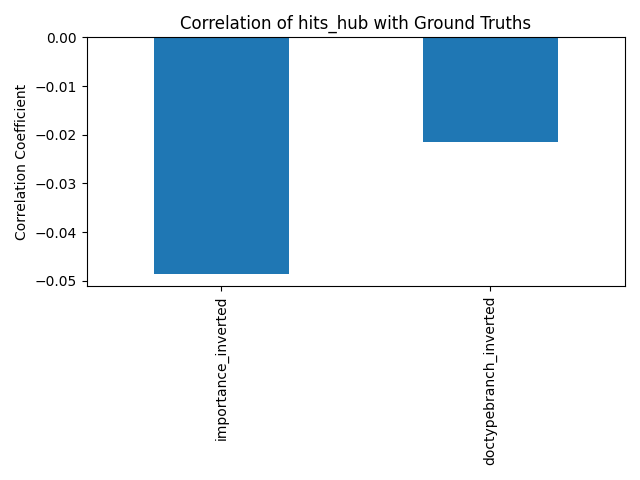 Correlation of hits_hub with Ground Truths
Correlation Coefficient
0.00
−0.01
−0.02
−0.03
−0.04
−0.05
importance_inverted
doctypebranch_inverted